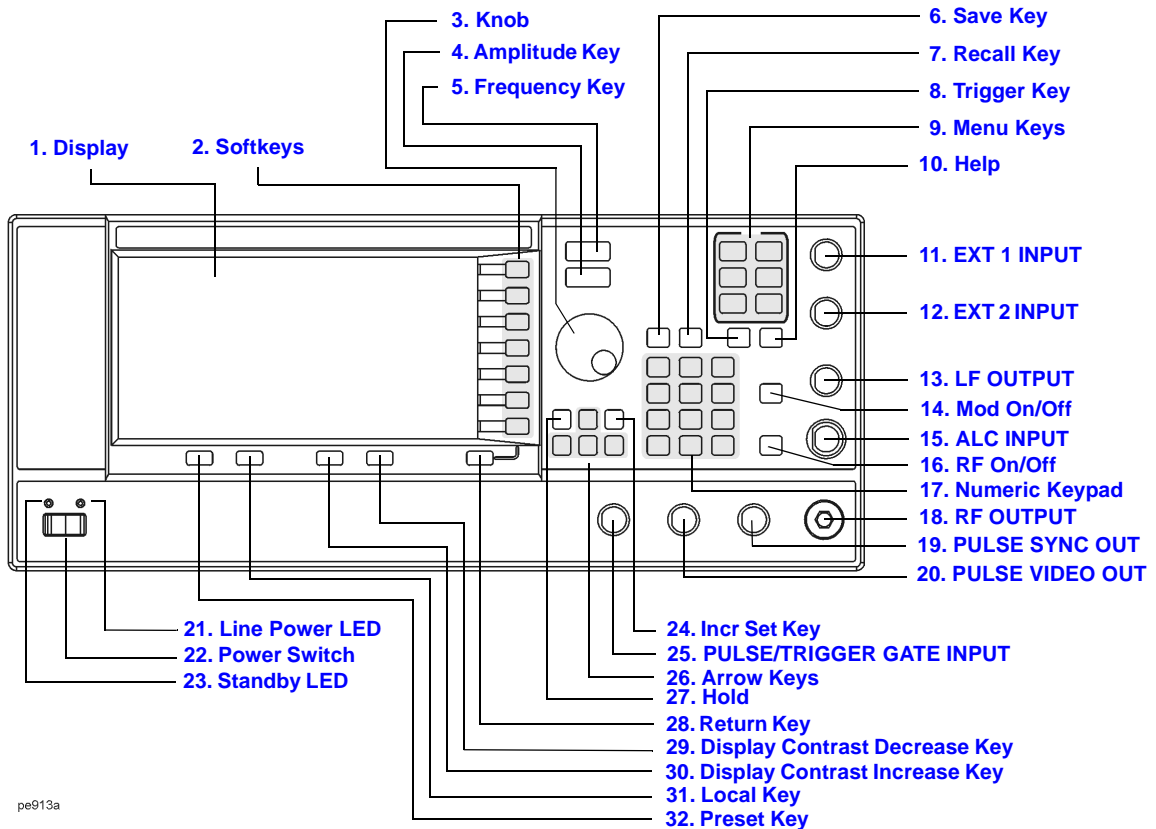 3. Knob
4. Amplitude Key
5. Frequency Key
1. Display
2. Softkeys
6. Save Key
7. Recall Key
8. Trigger Key
9. Menu Keys
10. Help
11. EXT 1 INPUT
12. EXT 2 INPUT
13. LF OUTPUT
14. Mod On/Off
15. ALC INPUT
16. RF On/Off
17. Numeric Keypad
18. RF OUTPUT
19. PULSE SYNC OUT
20. PULSE VIDEO OUT
21. Line Power LED
22. Power Switch
23. Standby LED
24. Incr Set Key
25. PULSE/TRIGGER GATE INPUT
26. Arrow Keys
27. Hold
28. Return Key
29. Display Contrast Decrease Key
30. Display Contrast Increase Key
31. Local Key
32. Preset Key
pe913a